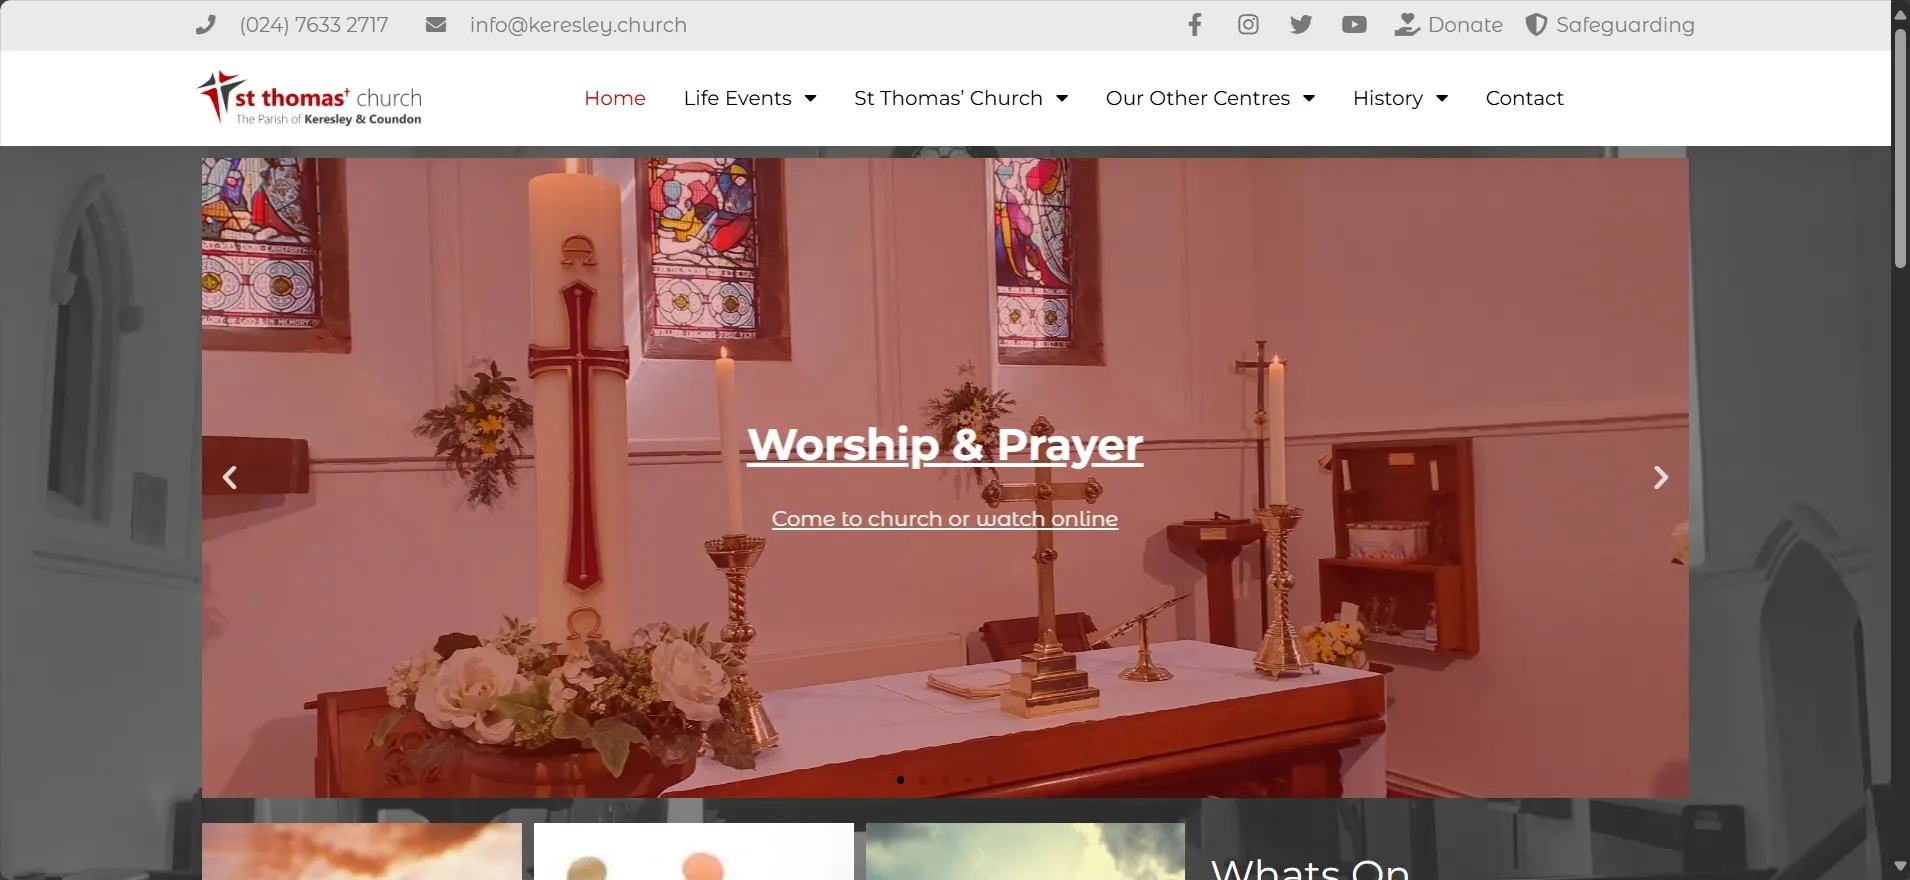 (024) 7633 2717
info@keresley.church
Donate
Safeguarding
st thomas† church
The Parish of Keresley & Coundon
Home
Life Events
St Thomas’ Church
Our Other Centres
History
Contact
Worship & Prayer
Come to church or watch online
Whats On